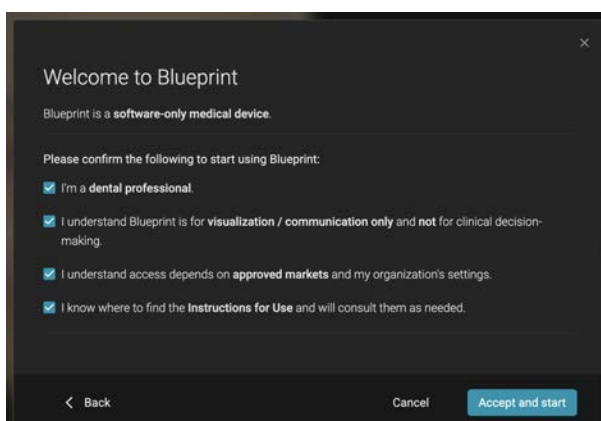 Welcome to Blueprint
Blueprint is a software-only medical device.
Please confirm the following to start using Blueprint:
I'm a dental professional.
I understand Blueprint is for visualization / communication only and not for clinical decision-
making.
I understand access depends on approved markets and my organization's settings.
I know where to find the Instructions for Use and will consult them as needed.
Back
Cancel
Accept and start